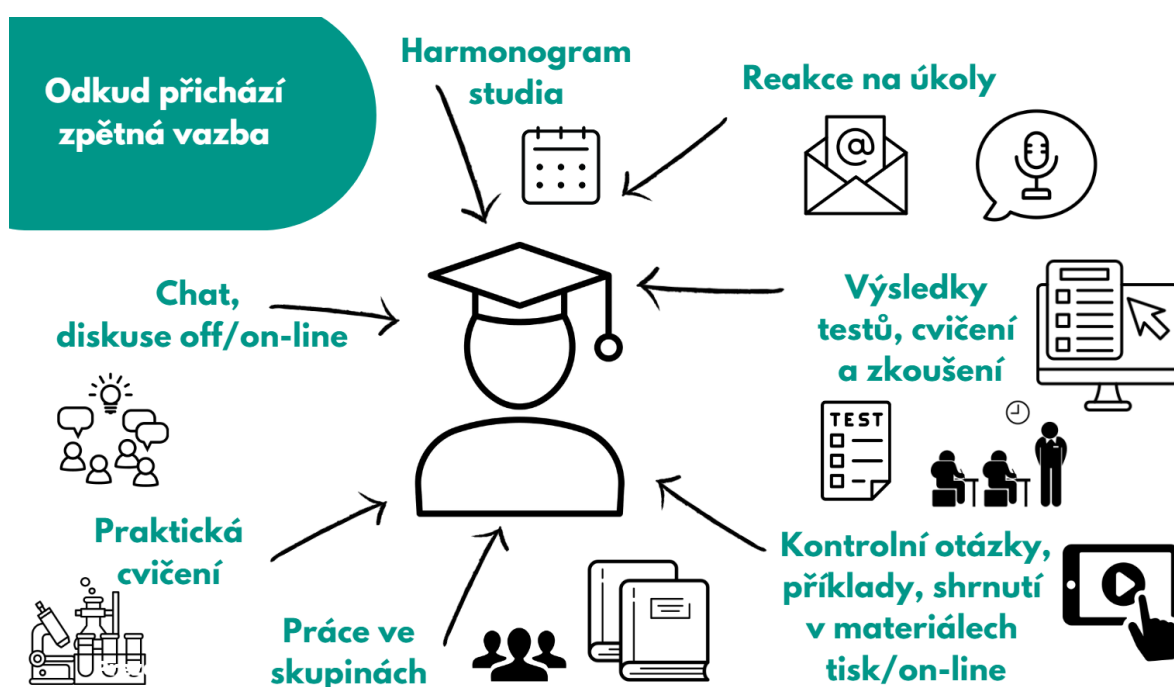 Odkud přichází
zpětná vazba
Harmonogram
studia
Reakce na úkoly
@
Chat,
diskuse off/on-line
Výsledky
testů, cvičení
a zkoušení
TEST
Praktická
cvičení
Práce ve
skupinách
Kontrolní otázky,
příklady, shrnutí
v materiálech
tisk/on-line